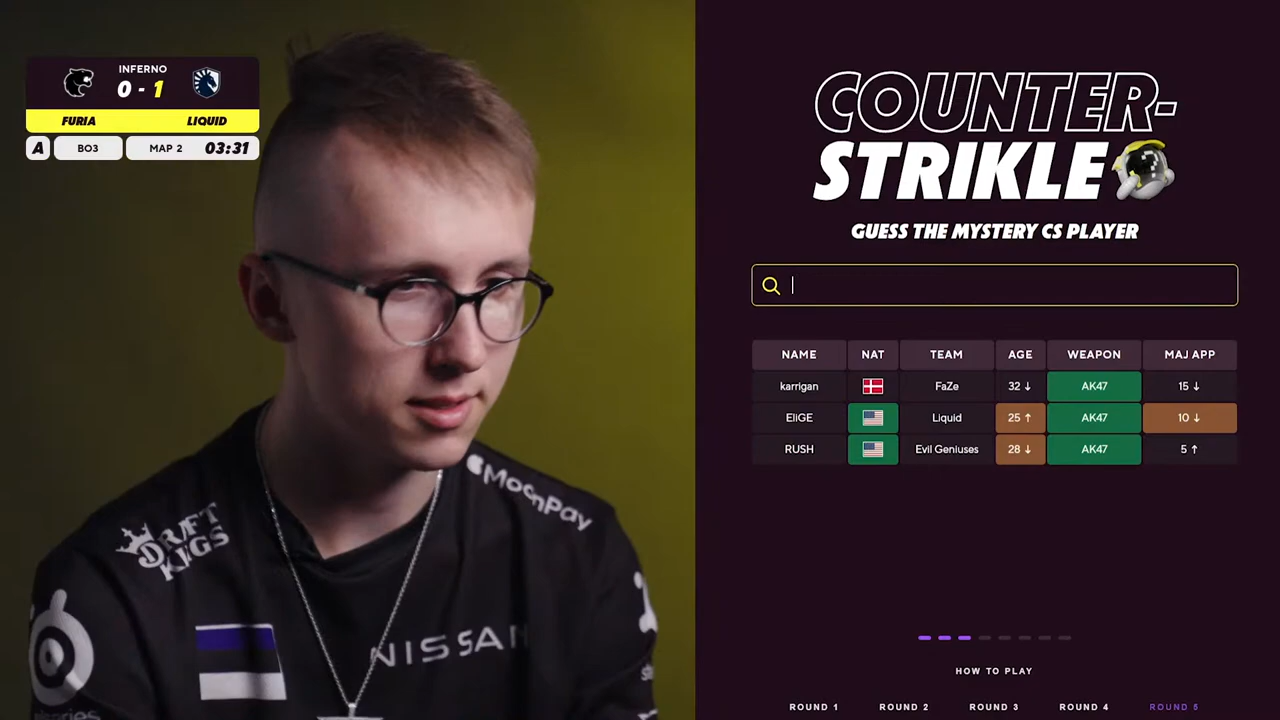 INFERNO
0 - 1
FURIA LIQUID
A BO3 MAP 2 03:31
MoonPay
DRAFT
KINGS
NISSAN
COUNTER-
STRIKLE
GUESS THE MYSTERY CS PLAYER
NAME NAT TEAM AGE WEAPON MAJ APP
karrigan FaZe 32 ↓ AK47 15 ↓
EliGE Liquid 25 ↑ AK47 10 ↓
RUSH Evil Geniuses 28 ↓ AK47 5 ↑
HOW TO PLAY
ROUND 1 ROUND 2 ROUND 3 ROUND 4 ROUND 5